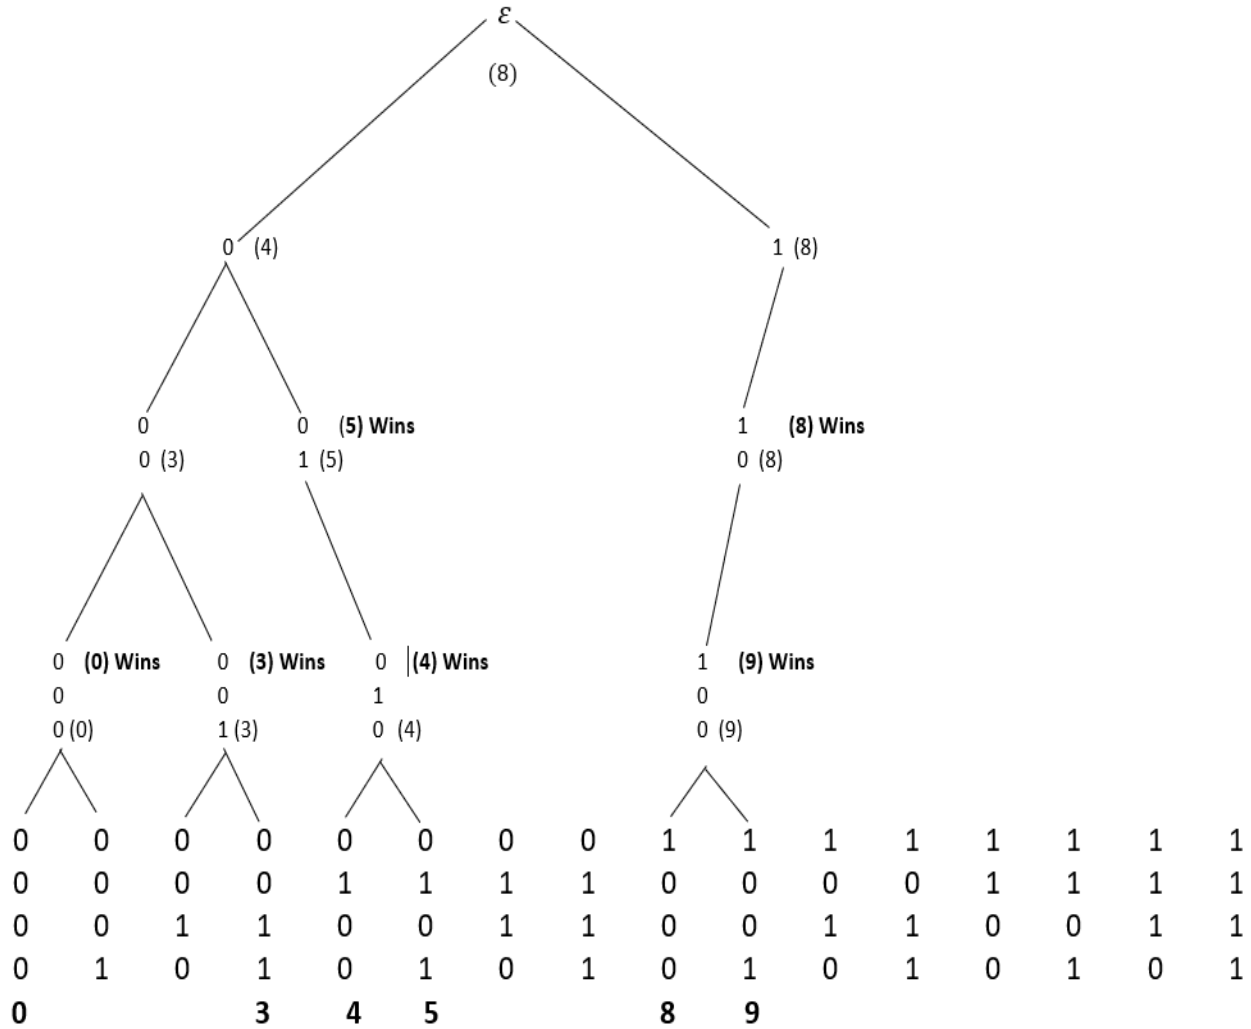 ε
(8)
0 (4) 1 (8)
0 (5) Wins
0 1 (8) Wins
0 (3) 1 (5) 0 (8)
0 (0) Wins 0 (3) Wins 0 (4) Wins 1 (9) Wins
0 0 1 0
0 (0) 1 (3) 0 (4) 0 (9)
0 0 0 0 0 0 0 0 1 1 1 1 1 1 1 1
0 0 0 0 1 1 1 1 0 0 0 0 1 1 1 1
0 0 1 1 0 0 1 1 0 0 1 1 0 0 1 1
0 1 0 1 0 1 0 1 0 1 0 1 0 1 0 1
0 3 4 5 8 9